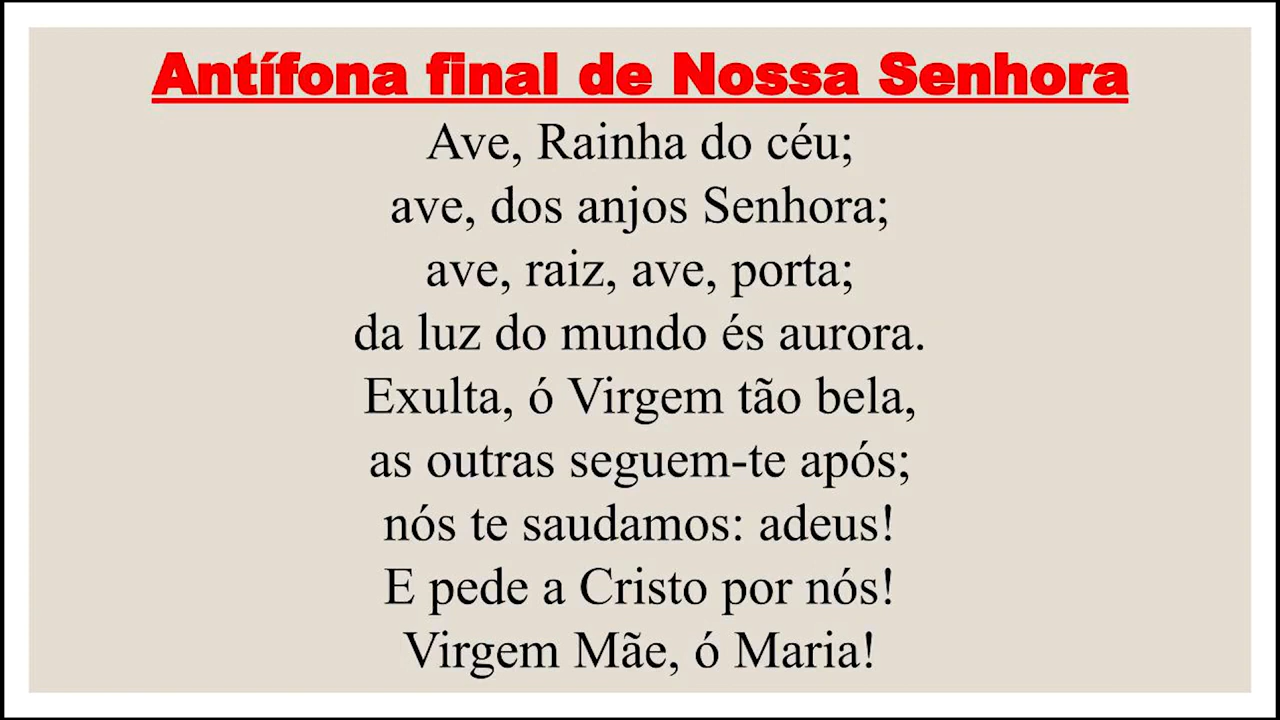 Antífona final de Nossa Senhora
Ave, Rainha do céu;
ave, dos anjos Senhora;
ave, raiz, ave, porta;
da luz do mundo és aurora.
Exulta, ó Virgem tão bela,
as outras seguem-te após;
nós te saudamos: adeus!
E pede a Cristo por nós!
Virgem Mãe, ó Maria!